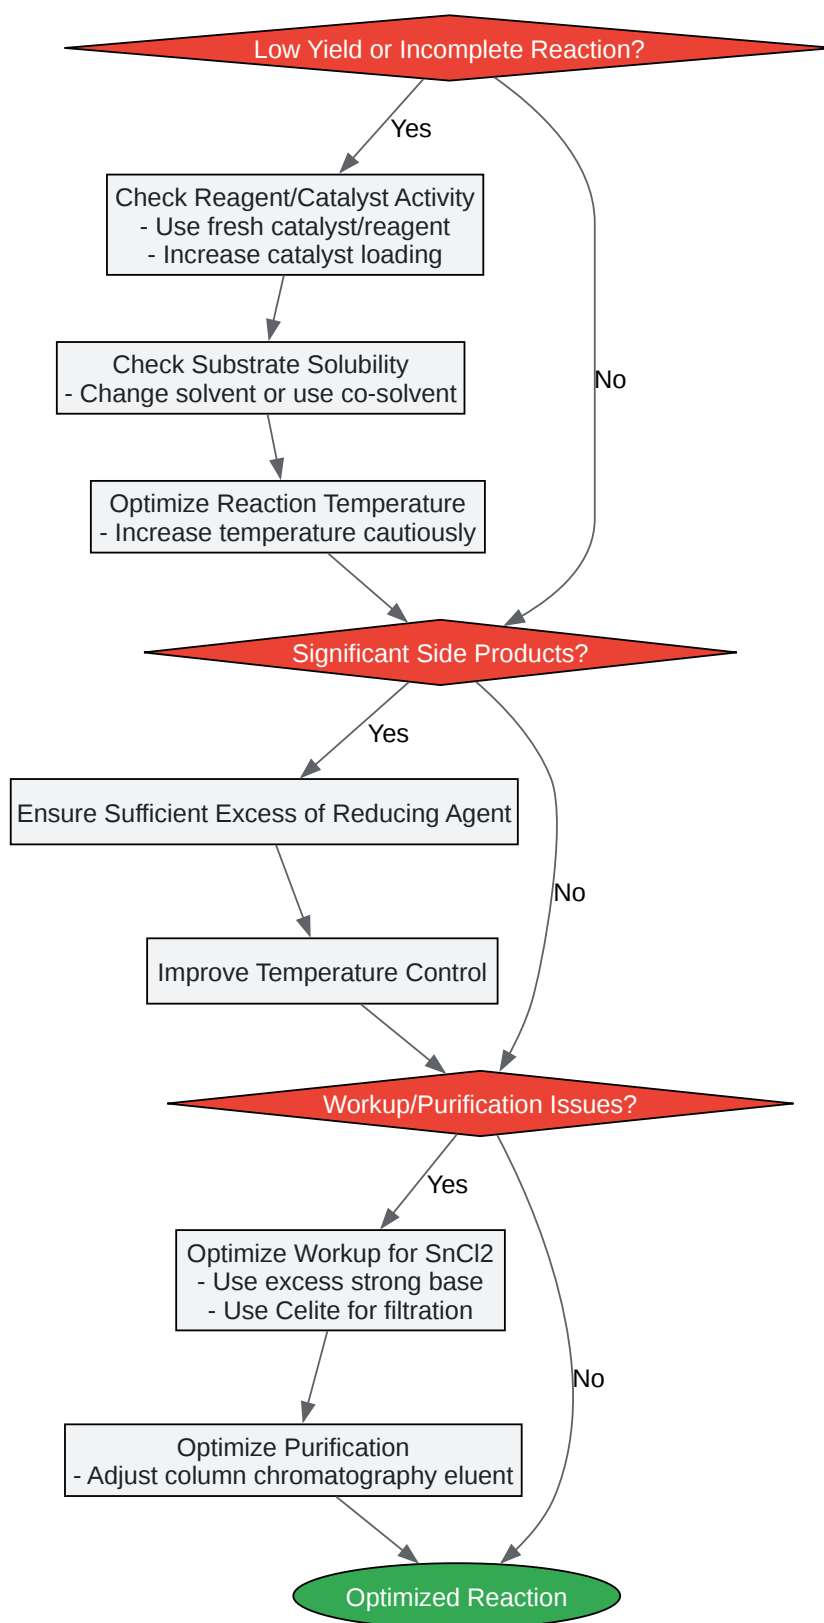 Low Yield or Incomplete Reaction?
Yes
Check Reagent/Catalyst Activity
- Use fresh catalyst/reagent
- Increase catalyst loading
Check Substrate Solubility
- Change solvent or use co-solvent
No
Optimize Reaction Temperature
- Increase temperature cautiously
Significant Side Products?
Yes
Ensure Sufficient Excess of Reducing Agent
No
Improve Temperature Control
Workup/Purification Issues?
Yes
Optimize Workup for SnCl2
- Use excess strong base
- Use Celite for filtration
No
Optimize Purification
- Adjust column chromatography eluent
Optimized Reaction